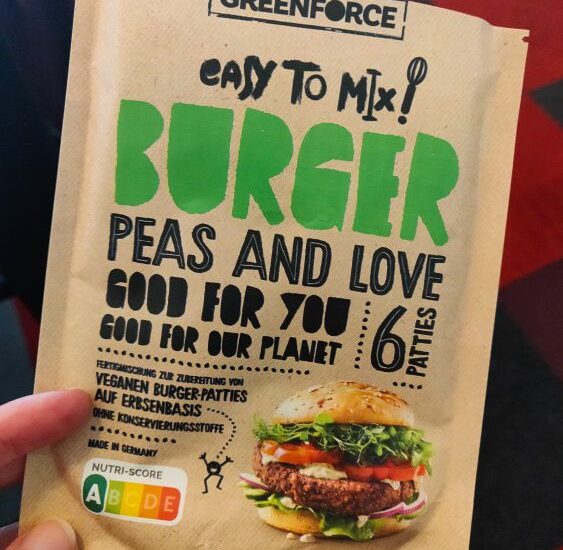 GREENFORCE
eASY TO MIx!
BURGER
PEAS AND LOVE
GOOD FOR YOU
GOOD FOR OUR PLANET
6
PATTIES
FERTIGMISCHUNG ZUR ZUBEREITUNG VON
VEGANEN BURGER-PATTIES
AUF ERBSENBASIS
OHNE KONSERVIERUNGSSTOFFE
MADE IN GERMANY
NUTRI-SCORE
A B C D E